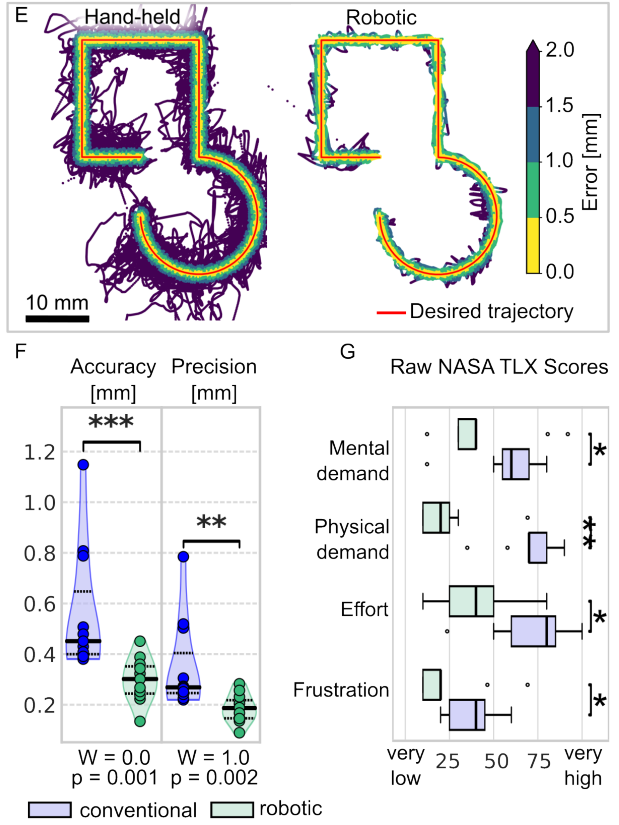 E
Hand-held
Robotic
2.0
1.5
1.0
0.5
0.0
Error [mm]
10 mm
Desired trajectory
F
Accuracy
[mm]
Precision
[mm]
***
**
1.2
1.0
0.8
0.6
0.4
0.2
W = 0.0
p = 0.001
W = 1.0
p = 0.002
G
Raw NASA TLX Scores
Mental
demand
*
Physical
demand
**
Effort
*
Frustration
*
very
low
25
50
75
very
high
conventional
robotic